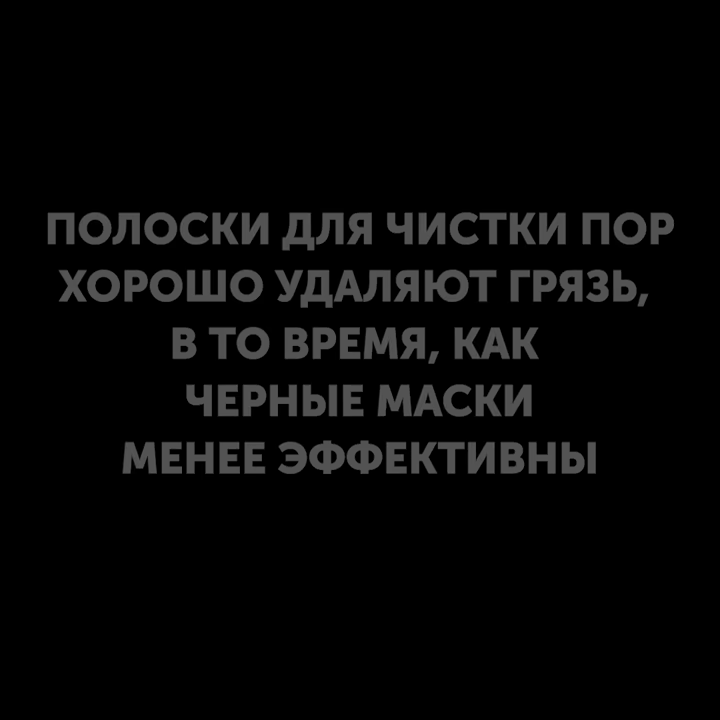 ПОЛОСКИ ДЛЯ ЧИСТКИ ПОР
ХОРОШО УДАЛЯЮТ ГРЯЗЬ,
В ТО ВРЕМЯ, КАК
ЧЕРНЫЕ МАСКИ
МЕНЕЕ ЭФФЕКТИВНЫ